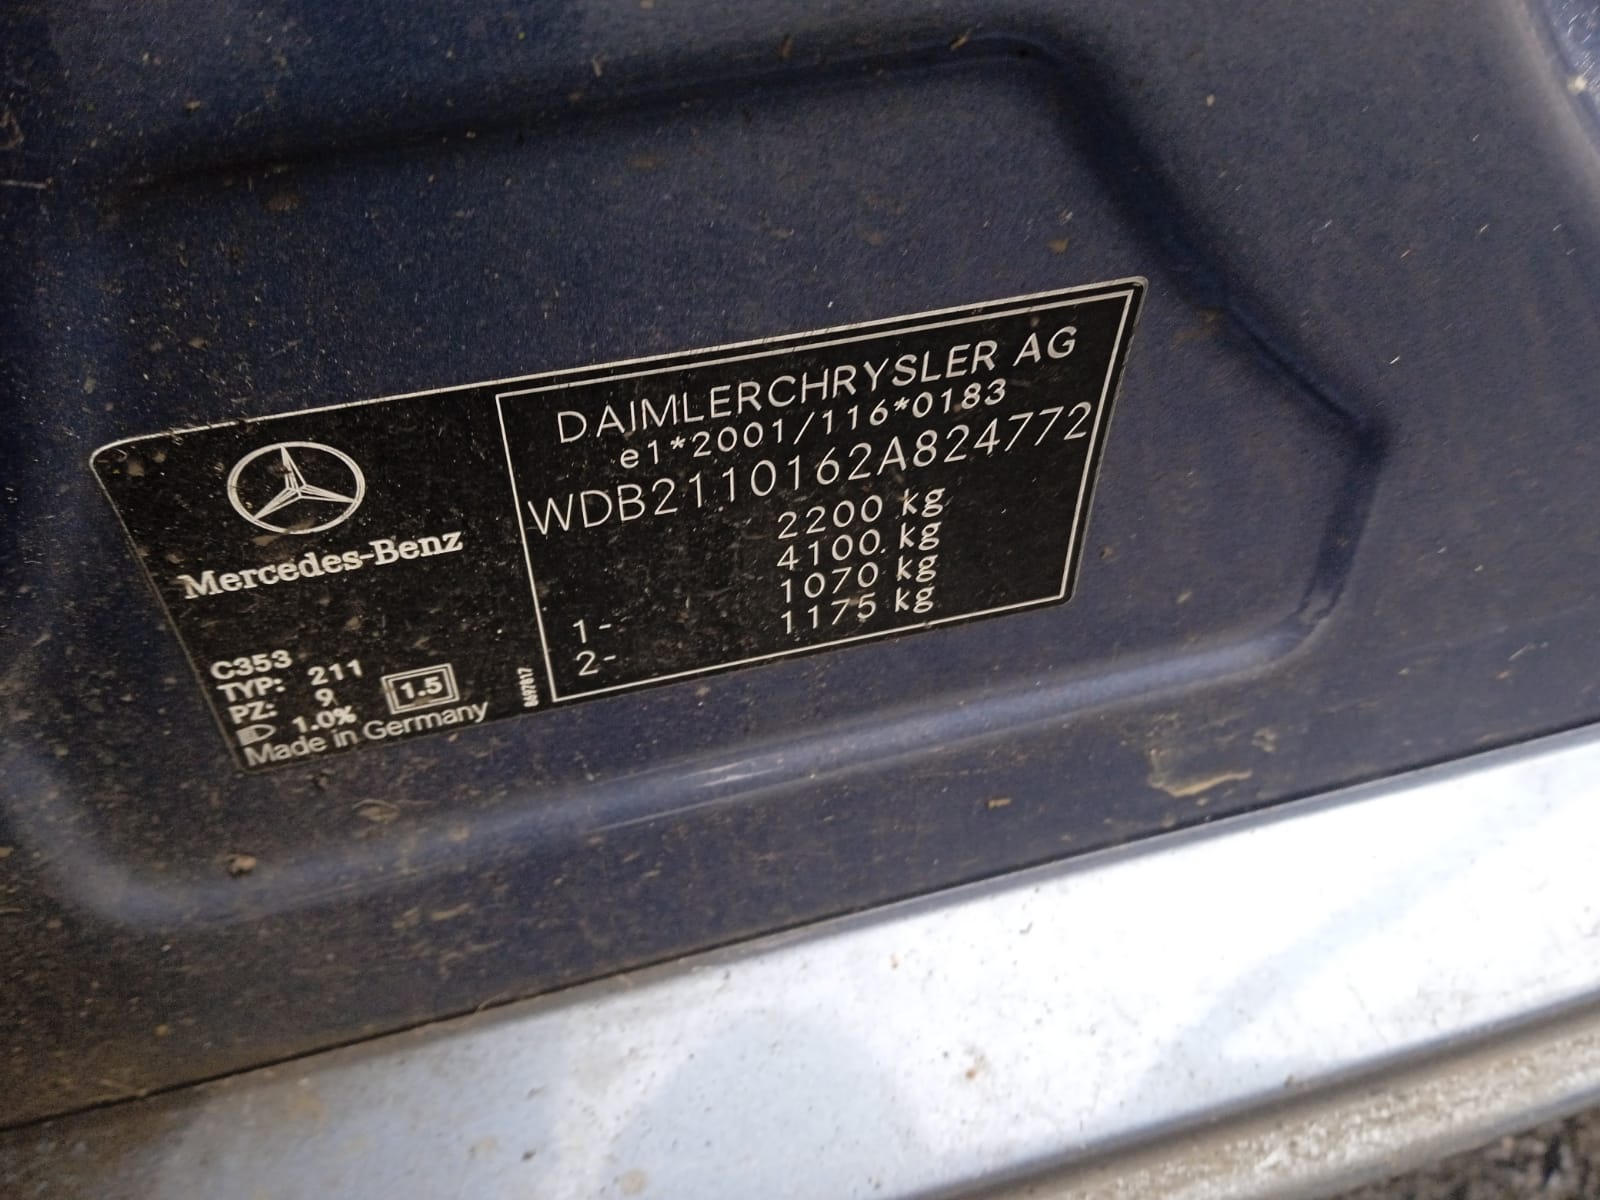 Mercedes-Benz
C353
TYP: 211
PZ: 9
1.0%
1.5
Made in Germany
DAIMLERCHRYSLER AG
e1*2001/116*0183
WDB2110162A824772
2200 kg
4100 kg
1- 1070 kg
2- 1175 kg